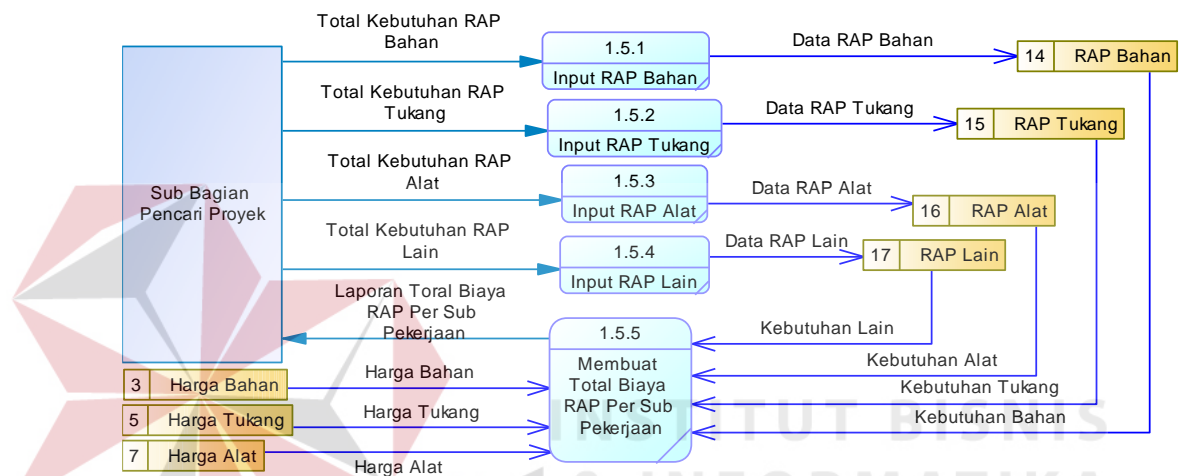 Total Kebutuhan RAP
Bahan
1.5.1
Input RAP Bahan
Data RAP Bahan
14 RAP Bahan
Total Kebutuhan RAP
Tukang
1.5.2
Input RAP Tukang
Data RAP Tukang
15 RAP Tukang
Sub Bagian
Pencari Proyek
Total Kebutuhan RAP
Alat
1.5.3
Input RAP Alat
Data RAP Alat
16 RAP Alat
Total Kebutuhan RAP
Lain
1.5.4
Input RAP Lain
Data RAP Lain
17 RAP Lain
Laporan Toral Biaya
RAP Per Sub
Pekerjaan
1.5.5
Membuat
Total Biaya
RAP Per Sub
Pekerjaan
Kebutuhan Lain
Kebutuhan Alat
Kebutuhan Tukang
Kebutuhan Bahan
3 Harga Bahan
Harga Bahan
5 Harga Tukang
Harga Tukang
7 Harga Alat
Harga Alat
INSTITUT BISNIS
& INFORMATIKA